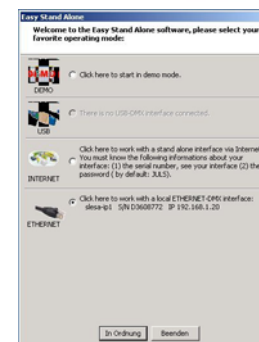 Easy Stand Alone
Welcome to the Easy Stand Alone software, please select your
favorite operating mode:
DEMO
Click here to start in demo mode.
DEMO
There is no USB-DMX interface connected.
USB
Click here to work with a stand alone interface via Internet
You must know the following informations about your
interface: (1) the serial number, see your interface (2) the
password ( by default: JULS).
INTERNET
Click here to work with a local ETHERNET-DMX interface:
slesa-ip1 S/N D3608772 IP 192.168.1.20
ETHERNET
In Ordnung
Beenden